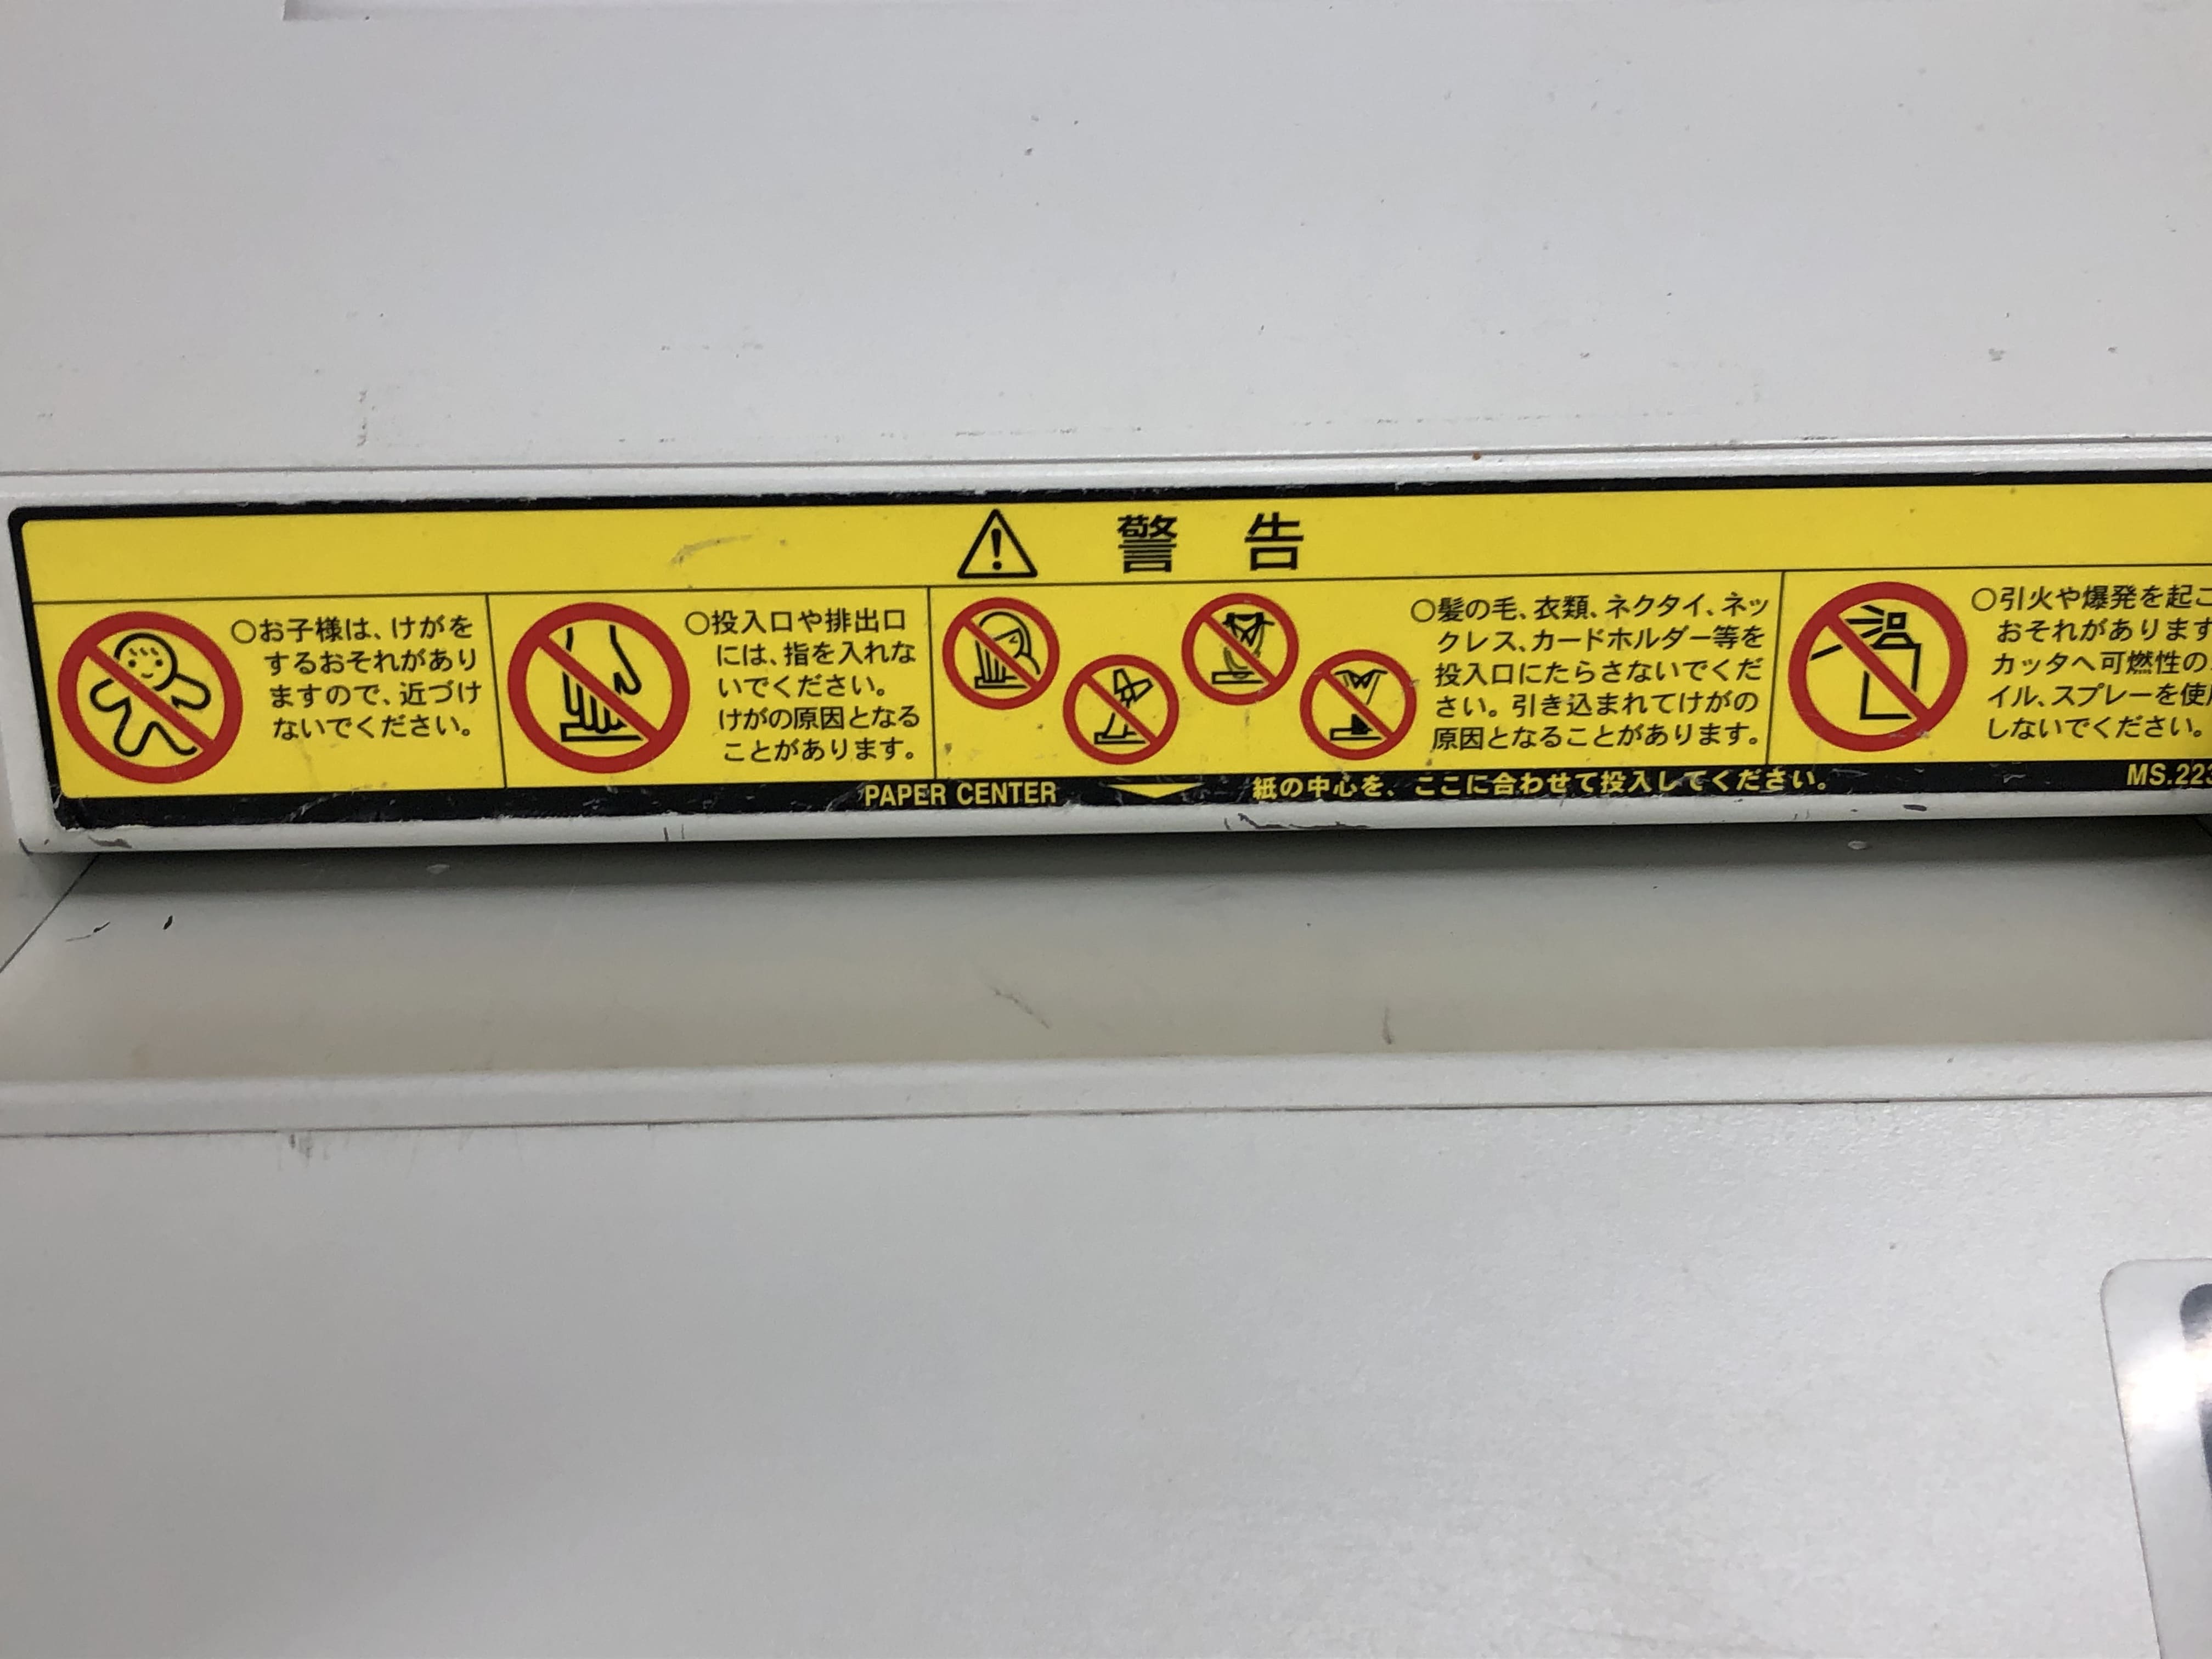 警告
○お子様は、けがを
するおそれがあり
ますので、近づけ
ないでください。
○投入口や排出口
には、指を入れな
いでください。
けがの原因となる
ことがあります。
○髪の毛、衣類、ネクタイ、ネッ
クレス、カードホルダー等を
投入口にたらさないでくだ
さい。引き込まれてけがの
原因となることがあります。
○引火や爆発を起こ
おそれがあります
カッタへ可燃性の
イル、スプレーを使用
しないでください。
PAPER CENTER 紙の中心を、ここに合わせて投入してください。
MS.223